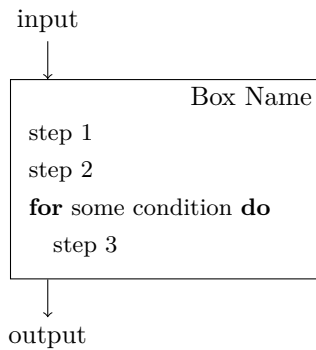 input
Box Name
step 1
step 2
for some condition do
step 3
output